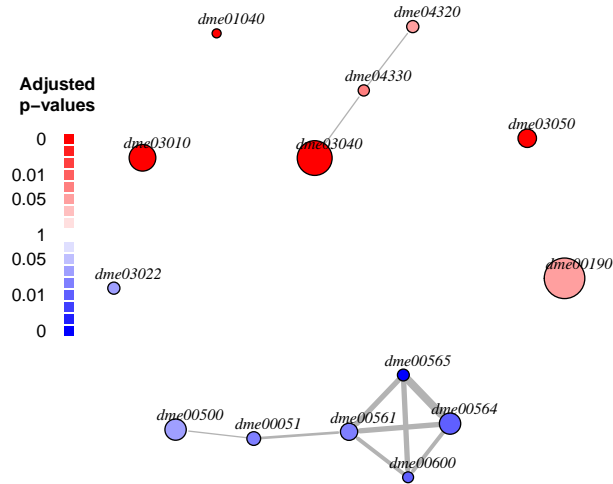 dme04320
dme01040
dme04330
Adjusted
p−values
dme03050
0
dme03010
dme03040
0.01
0.05
1
0.05
dme00190
dme03022
0.01
0
dme00565
dme00500
dme00564
dme00561
dme00051
dme00600